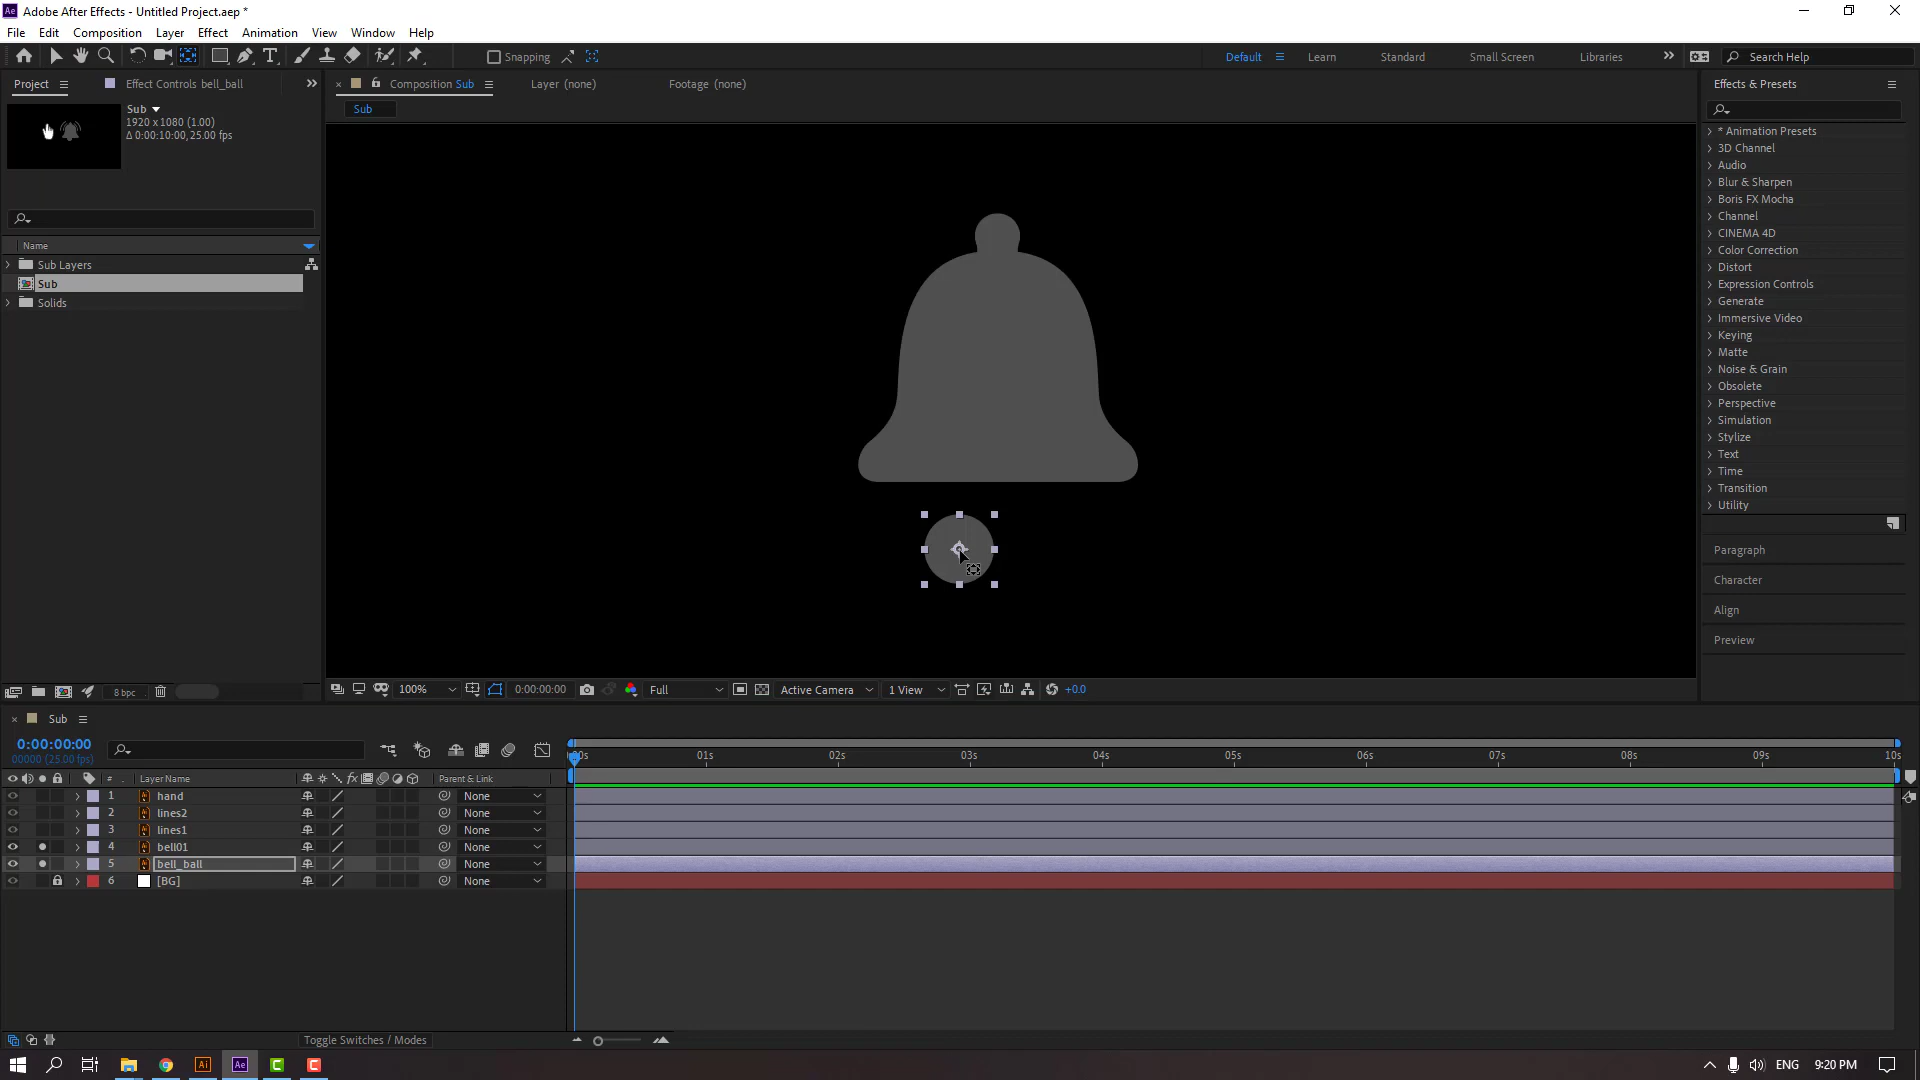 Adobe After Effects - Untitled Project.aep *
File Edit Composition Layer Effect Animation View Window Help
Snapping
Default Learn Standard Small Screen Libraries
Search Help
Project
Effect Controls bell_ball
Composition Sub
Layer (none)
Footage (none)
Effects & Presets
Sub
1920 x 1080 (1.00)
Δ 0:00:10:00, 25.00 fps
Sub
* Animation Presets
3D Channel
Audio
Blur & Sharpen
Boris FX Mocha
Channel
CINEMA 4D
Color Correction
Distort
Expression Controls
Generate
Immersive Video
Keying
Matte
Noise & Grain
Obsolete
Perspective
Simulation
Stylize
Text
Time
Transition
Utility
Paragraph
Character
Align
Preview
Name
Sub Layers
Sub
Solids
8 bpc
100%
0:00:00:00
Full
Active Camera
1 View
+0.0
Sub
0:00:00:00
00000 (25.00 fps)
# Layer Name
Parent & Link
01s 02s 03s 04s 05s 06s 07s 08s 09s 10s
1 hand None
2 lines2 None
3 lines1 None
4 bell01 None
5 bell_ball None
6 [BG] None
Toggle Switches / Modes
ENG 9:20 PM